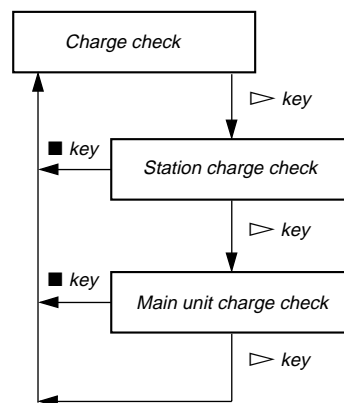 Charge check
▷ key
■ key
Station charge check
▷ key
■ key
Main unit charge check
▷ key